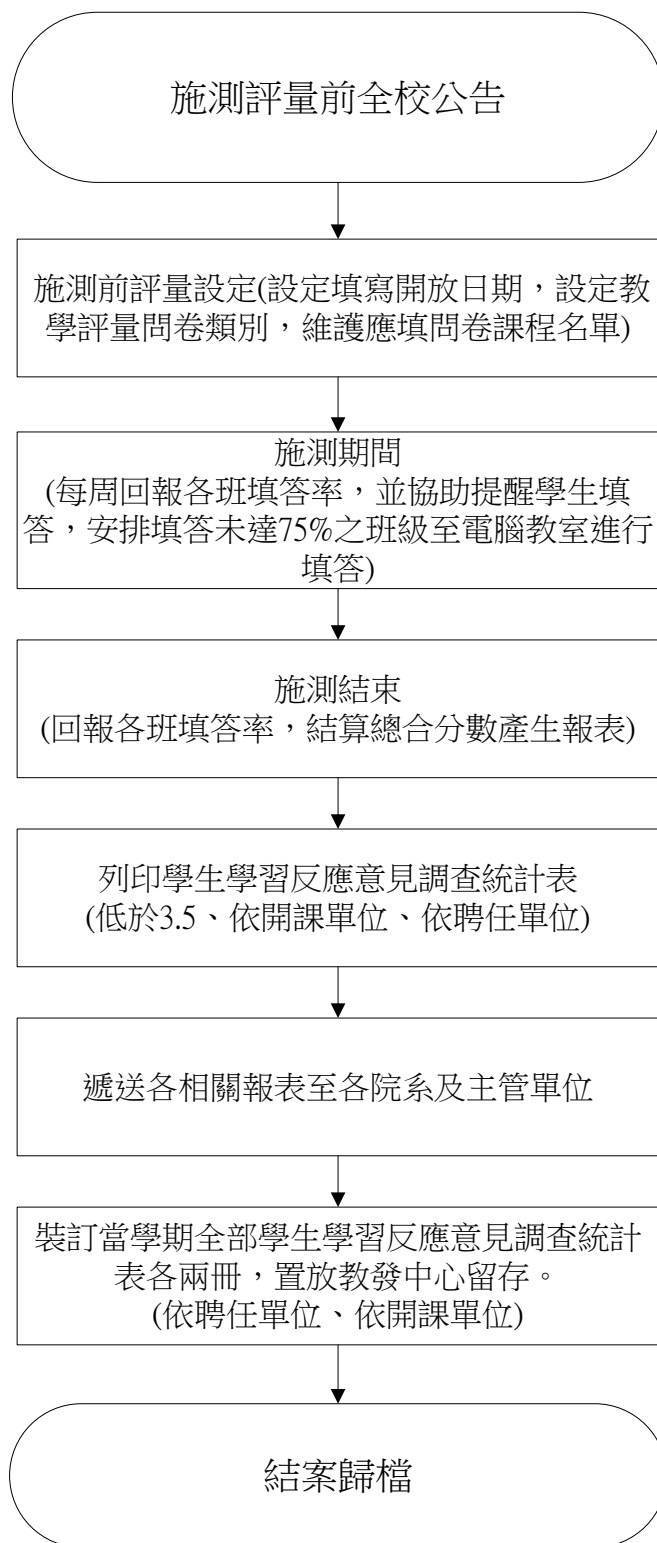 施測評量前全校公告
施測前評量設定(設定填寫開放日期，設定教
學評量問卷類別，維護應填問卷課程名單)
施測期間
(每周回報各班填答率，並協助提醒學生填
答，安排填答未達75%之班級至電腦教室進行
填答)
施測結束
(回報各班填答率，結算總合分數產生報表)
列印學生學習反應意見調查統計表
(低於3.5、依開課單位、依聘任單位)
遞送各相關報表至各院系及主管單位
裝訂當學期全部學生學習反應意見調查統計
表各兩冊，置放教發中心留存。
(依聘任單位、依開課單位)
結案歸檔